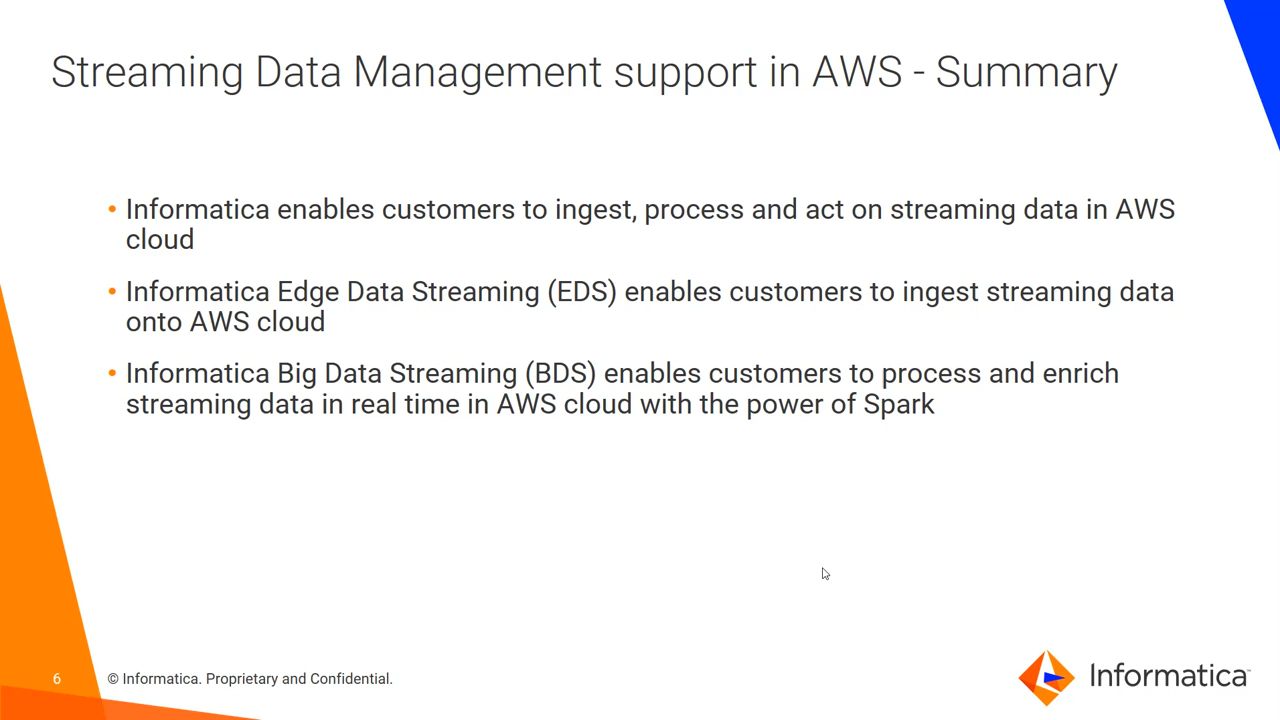 Streaming Data Management support in AWS - Summary
• Informatica enables customers to ingest, process and act on streaming data in AWS
cloud
• Informatica Edge Data Streaming (EDS) enables customers to ingest streaming data
onto AWS cloud
• Informatica Big Data Streaming (BDS) enables customers to process and enrich
streaming data in real time in AWS cloud with the power of Spark
6 © Informatica. Proprietary and Confidential.
Informatica™